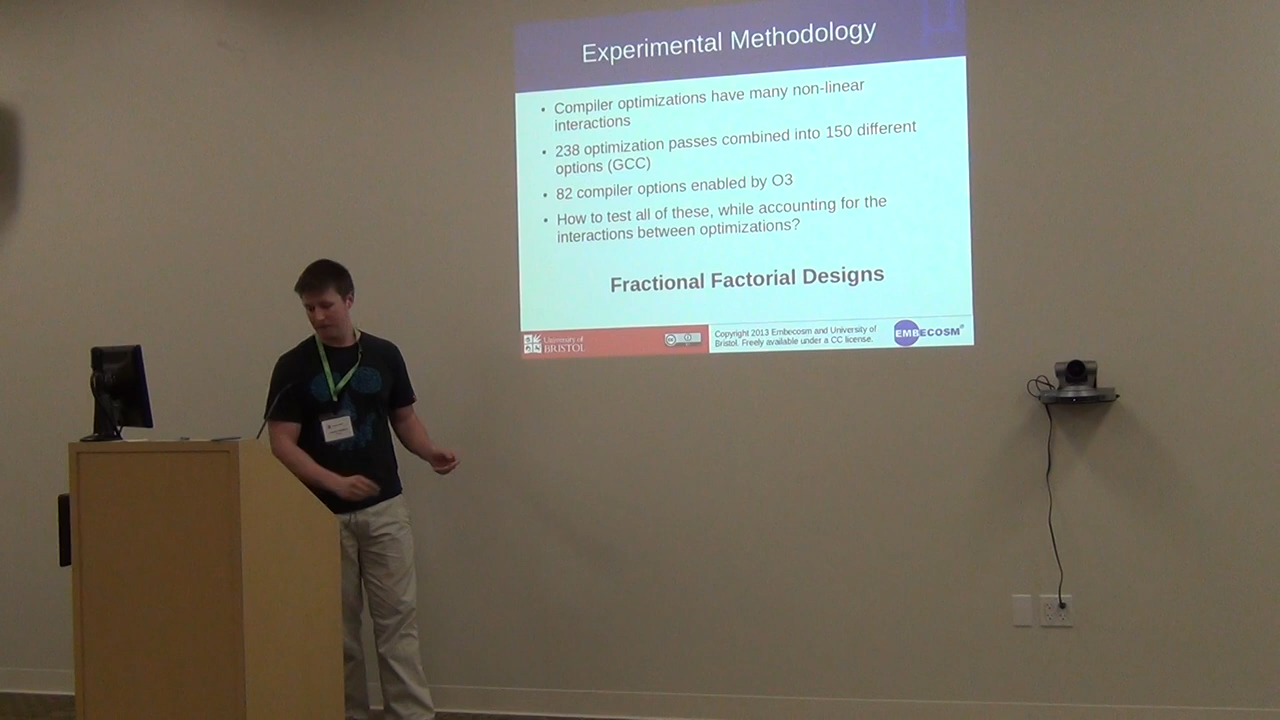 Experimental Methodology
• Compiler optimizations have many non-linear
interactions
• 238 optimization passes combined into 150 different
options (GCC)
• 82 compiler options enabled by O3
• How to test all of these, while accounting for the
interactions between optimizations?
Fractional Factorial Designs
University of
BRISTOL
cc
Copyright 2013 Embecosm and University of
Bristol. Freely available under a CC license.
EMBECOSM®